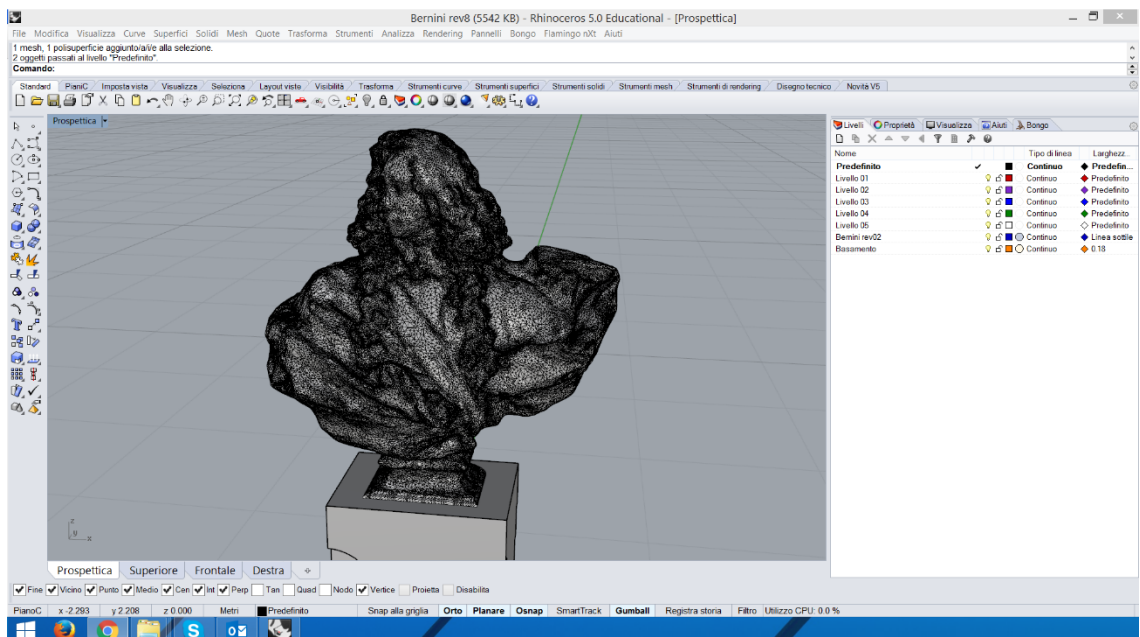 Bernini rev8 (5542 KB) - Rhinoceros 5.0 Educational - [Prospettica]
File Modifica Visualizza Curve Superfici Solidi Mesh Quote Trasforma Strumenti Analizza Rendering Pannelli Bongo Flamingo nXt Aiuti
1 mesh, 1 polisuperficie aggiunto/a/i/e alla selezione.
2 oggetti passati al livello "Predefinito".
Comando:
Standard PianiC Imposta vista Visualizza Seleziona Layout viste Visibilità Trasforma Strumenti curve Strumenti superfici Strumenti solidi Strumenti mesh Strumenti di rendering Disegno tecnico Novità V5
Prospettica
Livelli Proprietà Visualizza Aiuti Bongo
Nome Tipo di linea Larghezz...
Predefinito Continuo Predefin...
Livello 01 Continuo Predefinito
Livello 02 Continuo Predefinito
Livello 03 Continuo Predefinito
Livello 04 Continuo Predefinito
Livello 05 Continuo Predefinito
Bernini rev02 Continuo Linea sottile
Basamento Continuo 0.18
z
y x
Prospettica Superiore Frontale Destra
Fine Vicino Punto Medio Cen Int Perp Tan Quad Nodo Vertice Proietta Disabilita
PianoC x -2.293 y 2.208 z 0.000 Metri Predefinito Snap alla griglia Orto Planare Osnap SmartTrack Gumball Registra storia Filtro Utilizzo CPU: 0.0 %